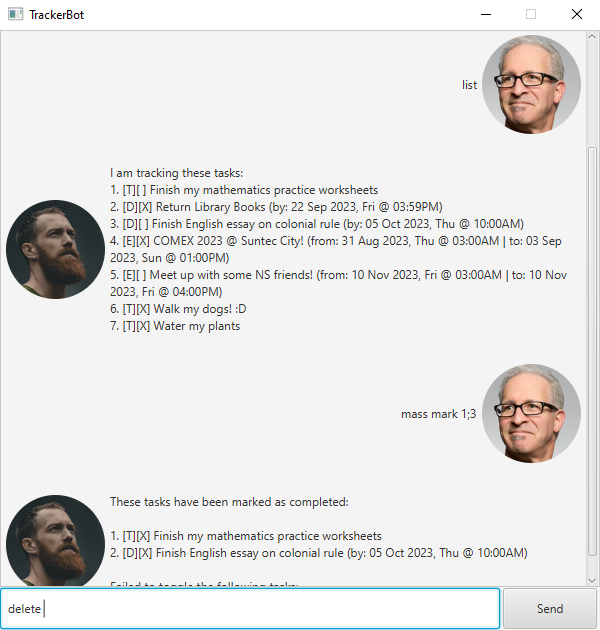 TrackerBot
list
I am tracking these tasks:
1. [T][ ] Finish my mathematics practice worksheets
2. [D][X] Return Library Books (by: 22 Sep 2023, Fri @ 03:59PM)
3. [D][ ] Finish English essay on colonial rule (by: 05 Oct 2023, Thu @ 10:00AM)
4. [E][X] COMEX 2023 @ Suntec City! (from: 31 Aug 2023, Thu @ 03:00AM | to: 03 Sep
2023, Sun @ 01:00PM)
5. [E][ ] Meet up with some NS friends! (from: 10 Nov 2023, Fri @ 03:00AM | to: 10 Nov
2023, Fri @ 04:00PM)
6. [T][X] Walk my dogs! :D
7. [T][X] Water my plants
mass mark 1;3
These tasks have been marked as completed:
1. [T][X] Finish my mathematics practice worksheets
2. [D][X] Finish English essay on colonial rule (by: 05 Oct 2023, Thu @ 10:00AM)
Failed to toggle the following tasks:
delete
Send